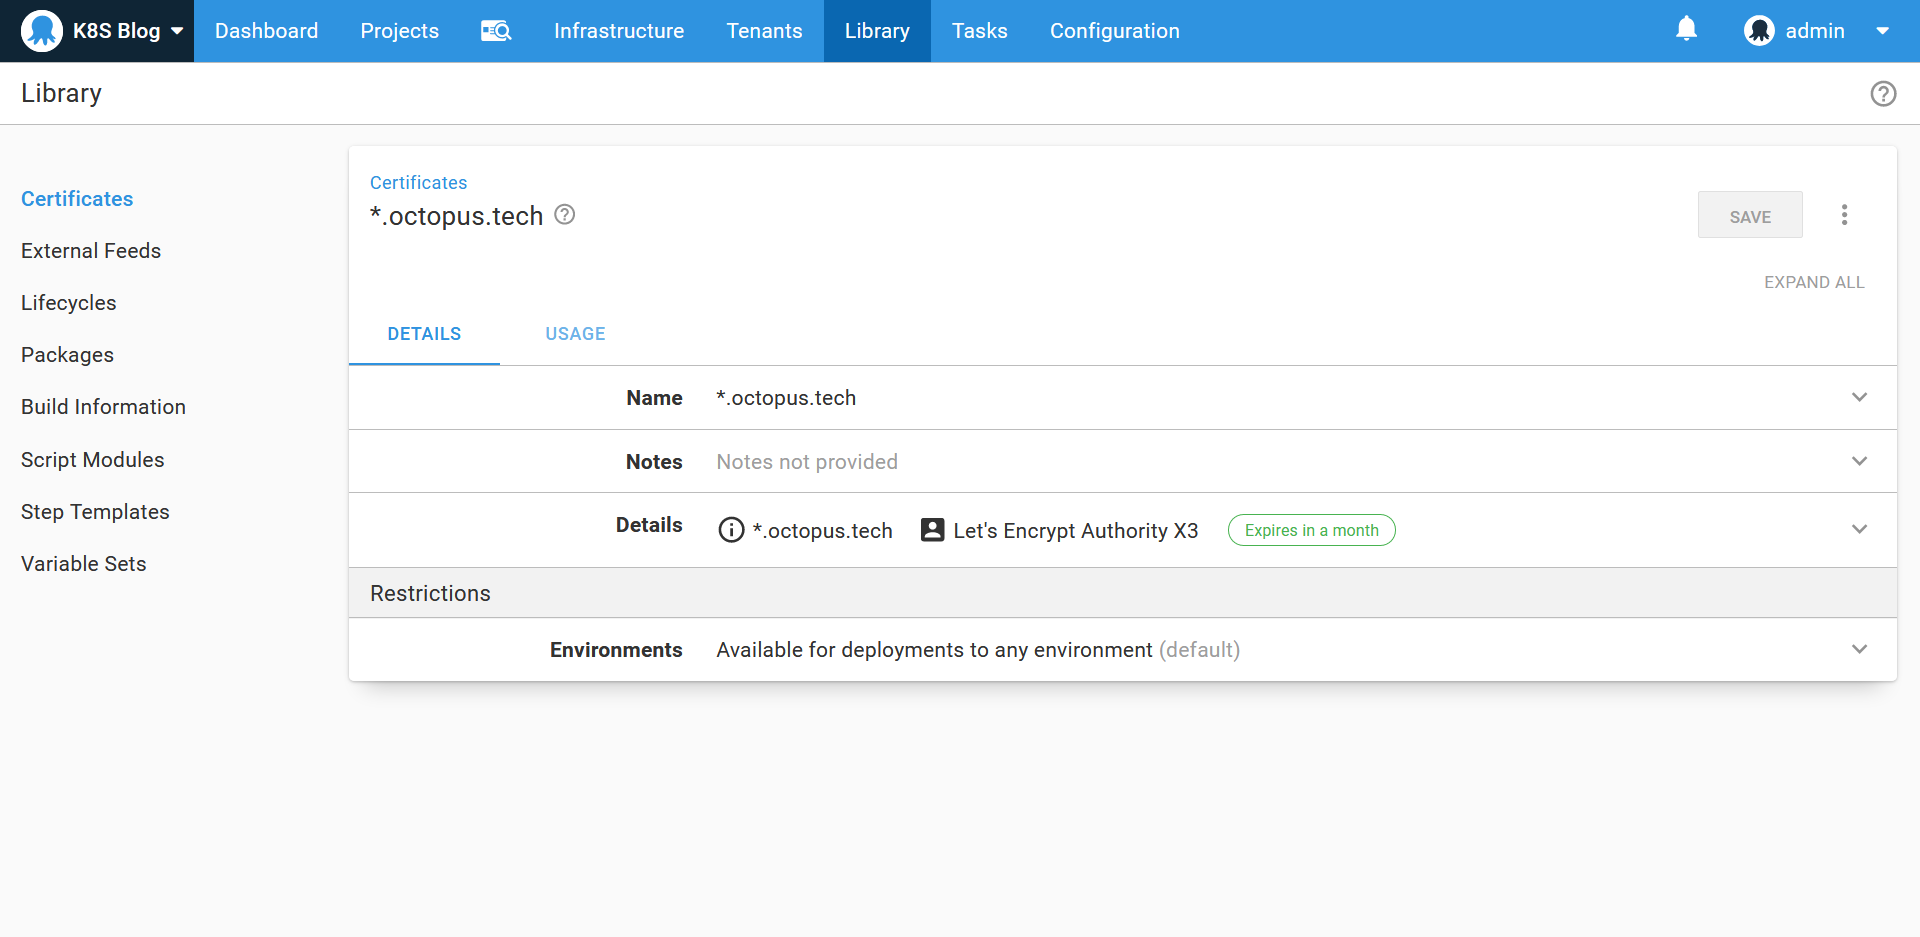 K8S Blog Dashboard Projects Infrastructure Tenants Library Tasks Configuration admin
Library
Certificates
External Feeds
Lifecycles
Packages
Build Information
Script Modules
Step Templates
Variable Sets
Certificates
*.octopus.tech
SAVE
EXPAND ALL
DETAILS USAGE
Name *.octopus.tech
Notes Notes not provided
Details *.octopus.tech Let's Encrypt Authority X3 Expires in a month
Restrictions
Environments Available for deployments to any environment (default)